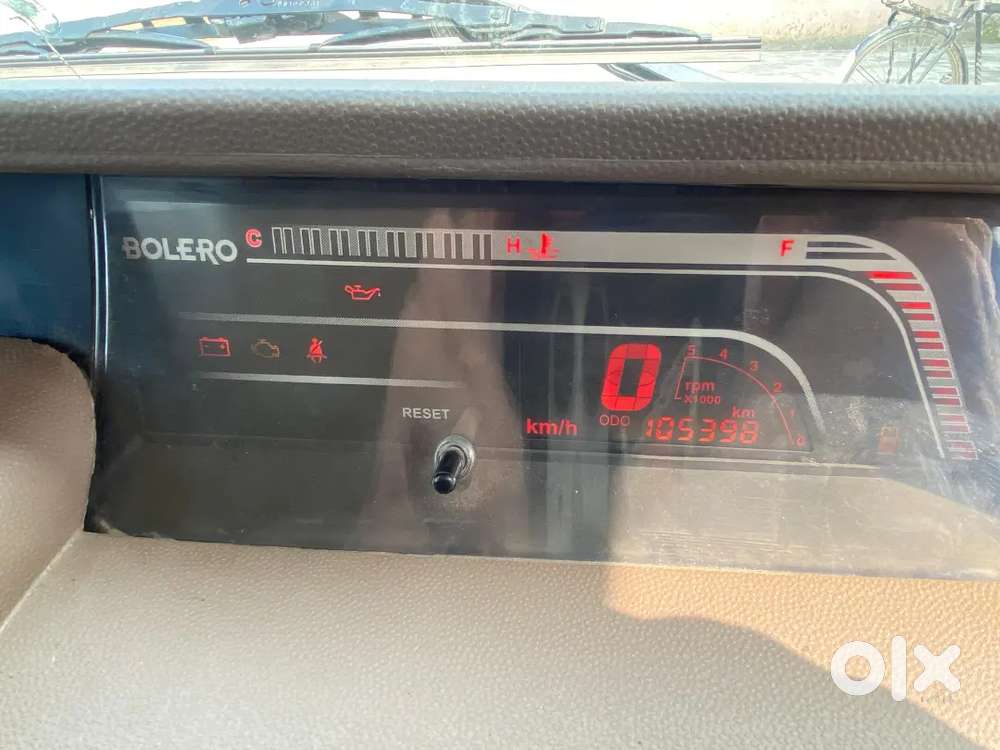 BOLERO C H F
RESET
km/h
0
5 4 3 2 1 0
rpm
X1000
ODO 105398 km
olx